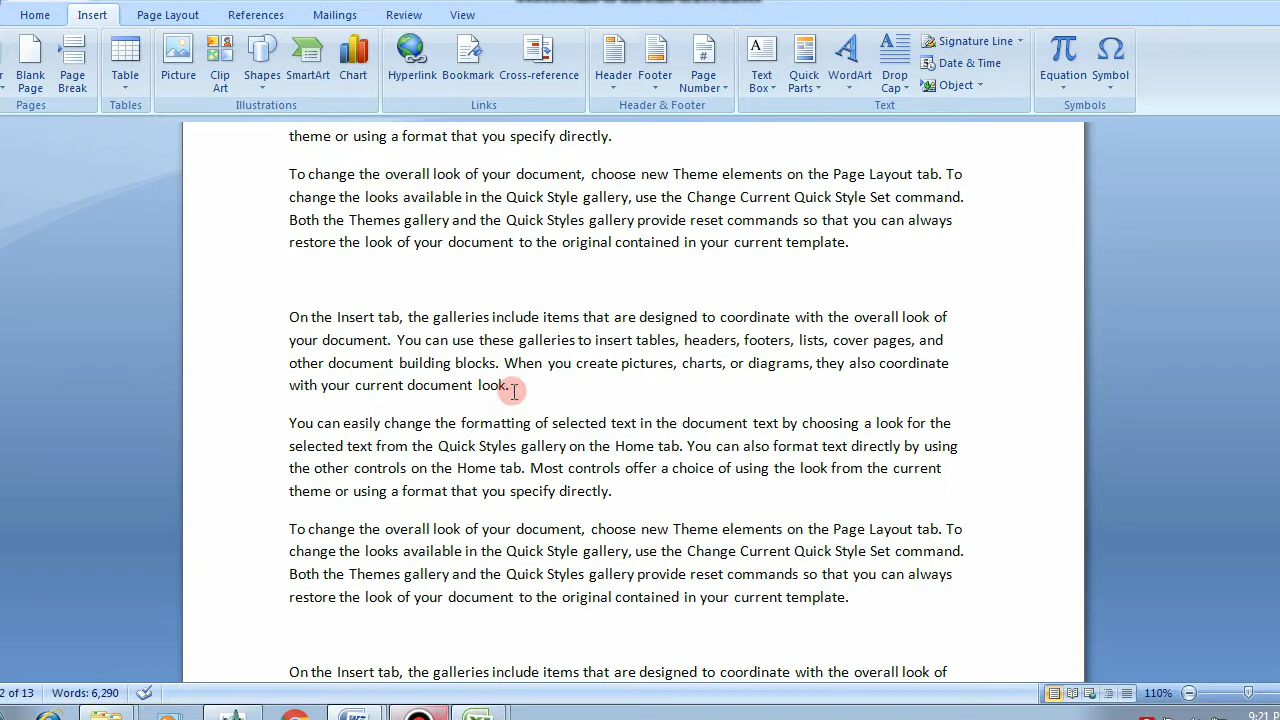 Home Insert Page Layout References Mailings Review View
Blank Page
Page Break
Table
Picture
Clip Art
Shapes
SmartArt
Chart
Hyperlink
Bookmark
Cross-reference
Header
Footer
Page Number
Text Box
Quick Parts
WordArt
Drop Cap
Signature Line
Date & Time
Object
Equation
Symbol
Pages Tables Illustrations Links Header & Footer Text Symbols
theme or using a format that you specify directly.
To change the overall look of your document, choose new Theme elements on the Page Layout tab. To
change the looks available in the Quick Style gallery, use the Change Current Quick Style Set command.
Both the Themes gallery and the Quick Styles gallery provide reset commands so that you can always
restore the look of your document to the original contained in your current template.
On the Insert tab, the galleries include items that are designed to coordinate with the overall look of
your document. You can use these galleries to insert tables, headers, footers, lists, cover pages, and
other document building blocks. When you create pictures, charts, or diagrams, they also coordinate
with your current document look.
You can easily change the formatting of selected text in the document text by choosing a look for the
selected text from the Quick Styles gallery on the Home tab. You can also format text directly by using
the other controls on the Home tab. Most controls offer a choice of using the look from the current
theme or using a format that you specify directly.
To change the overall look of your document, choose new Theme elements on the Page Layout tab. To
change the looks available in the Quick Style gallery, use the Change Current Quick Style Set command.
Both the Themes gallery and the Quick Styles gallery provide reset commands so that you can always
restore the look of your document to the original contained in your current template.
On the Insert tab, the galleries include items that are designed to coordinate with the overall look of
2 of 13 Words: 6,290 110%
9:21 P